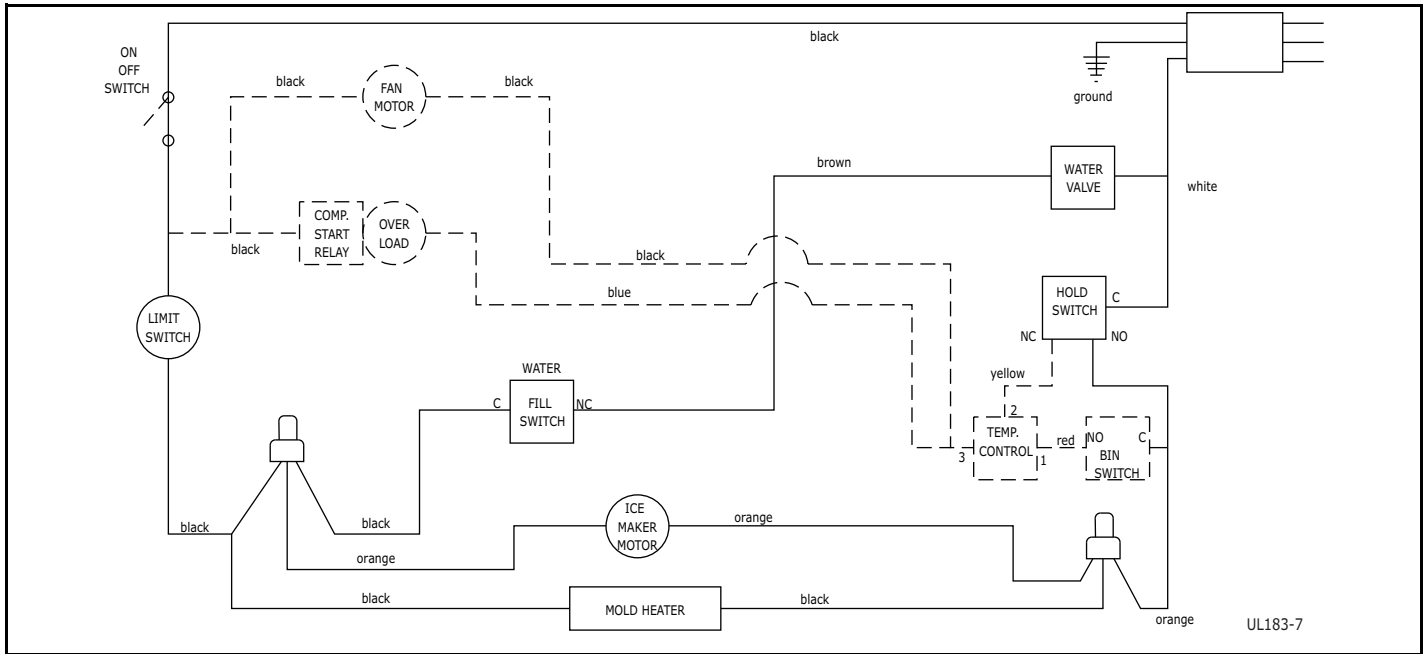 black
ON
OFF
SWITCH
black
FAN
MOTOR
black
ground
brown
WATER
VALVE
white
COMP.
START
RELAY
OVER
LOAD
black
black
blue
HOLD
SWITCH
C
NC
NO
LIMIT
SWITCH
WATER
C
FILL
SWITCH
NC
yellow
2
TEMP.
CONTROL
3
1
red
NO
C
BIN
SWITCH
black
black
orange
ICE
MAKER
MOTOR
orange
black
MOLD HEATER
black
orange
UL183-7